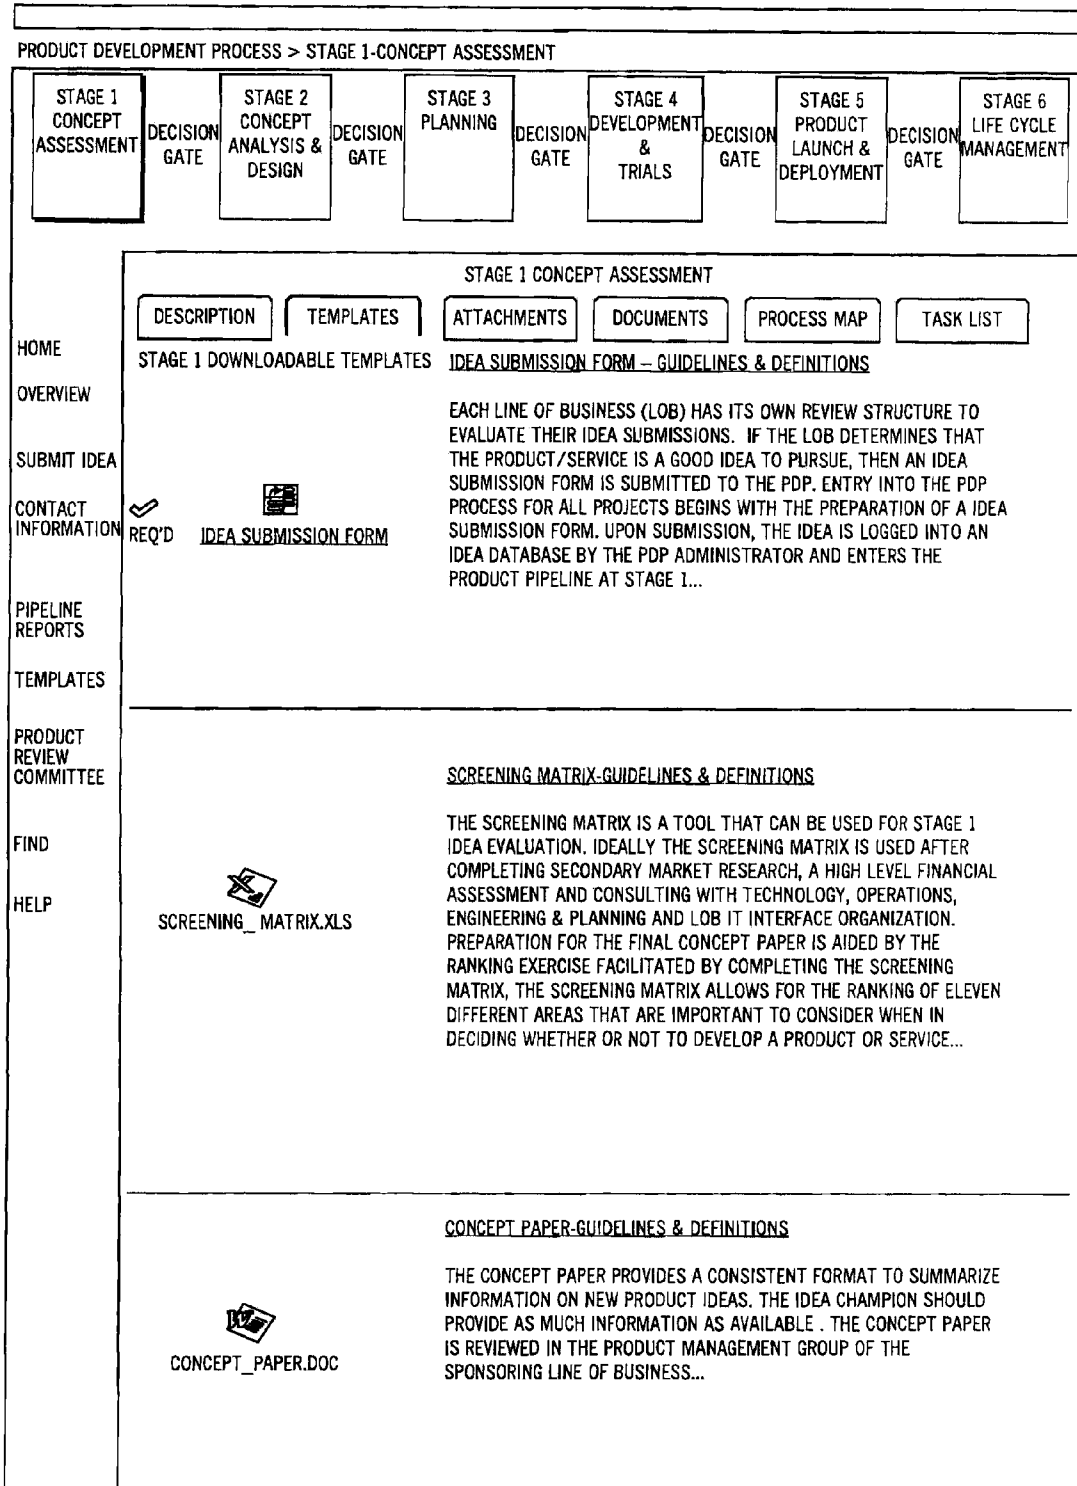 PRODUCT DEVELOPMENT PROCESS > STAGE 1-CONCEPT ASSESSMENT
STAGE 1
CONCEPT
ASSESSMENT
DECISION
GATE
STAGE 2
CONCEPT
ANALYSIS &
DESIGN
DECISION
GATE
STAGE 3
PLANNING
DECISION
GATE
STAGE 4
DEVELOPMENT
&
TRIALS
DECISION
GATE
STAGE 5
PRODUCT
LAUNCH &
DEPLOYMENT
DECISION
GATE
STAGE 6
LIFE CYCLE
MANAGEMENT
HOME
OVERVIEW
SUBMIT IDEA
CONTACT
INFORMATION
PIPELINE
REPORTS
TEMPLATES
PRODUCT
REVIEW
COMMITTEE
FIND
HELP
STAGE 1 CONCEPT ASSESSMENT
DESCRIPTION
TEMPLATES
ATTACHMENTS
DOCUMENTS
PROCESS MAP
TASK LIST
STAGE 1 DOWNLOADABLE TEMPLATES
REQ'D
IDEA SUBMISSION FORM
IDEA SUBMISSION FORM – GUIDELINES & DEFINITIONS
EACH LINE OF BUSINESS (LOB) HAS ITS OWN REVIEW STRUCTURE TO
EVALUATE THEIR IDEA SUBMISSIONS. IF THE LOB DETERMINES THAT
THE PRODUCT/SERVICE IS A GOOD IDEA TO PURSUE, THEN AN IDEA
SUBMISSION FORM IS SUBMITTED TO THE PDP. ENTRY INTO THE PDP
PROCESS FOR ALL PROJECTS BEGINS WITH THE PREPARATION OF A IDEA
SUBMISSION FORM. UPON SUBMISSION, THE IDEA IS LOGGED INTO AN
IDEA DATABASE BY THE PDP ADMINISTRATOR AND ENTERS THE
PRODUCT PIPELINE AT STAGE 1...
SCREENING_ MATRIX.XLS
SCREENING MATRIX-GUIDELINES & DEFINITIONS
THE SCREENING MATRIX IS A TOOL THAT CAN BE USED FOR STAGE 1
IDEA EVALUATION. IDEALLY THE SCREENING MATRIX IS USED AFTER
COMPLETING SECONDARY MARKET RESEARCH, A HIGH LEVEL FINANCIAL
ASSESSMENT AND CONSULTING WITH TECHNOLOGY, OPERATIONS,
ENGINEERING & PLANNING AND LOB IT INTERFACE ORGANIZATION.
PREPARATION FOR THE FINAL CONCEPT PAPER IS AIDED BY THE
RANKING EXERCISE FACILITATED BY COMPLETING THE SCREENING
MATRIX, THE SCREENING MATRIX ALLOWS FOR THE RANKING OF ELEVEN
DIFFERENT AREAS THAT ARE IMPORTANT TO CONSIDER WHEN IN
DECIDING WHETHER OR NOT TO DEVELOP A PRODUCT OR SERVICE...
CONCEPT_PAPER.DOC
CONCEPT PAPER-GUIDELINES & DEFINITIONS
THE CONCEPT PAPER PROVIDES A CONSISTENT FORMAT TO SUMMARIZE
INFORMATION ON NEW PRODUCT IDEAS. THE IDEA CHAMPION SHOULD
PROVIDE AS MUCH INFORMATION AS AVAILABLE . THE CONCEPT PAPER
IS REVIEWED IN THE PRODUCT MANAGEMENT GROUP OF THE
SPONSORING LINE OF BUSINESS...